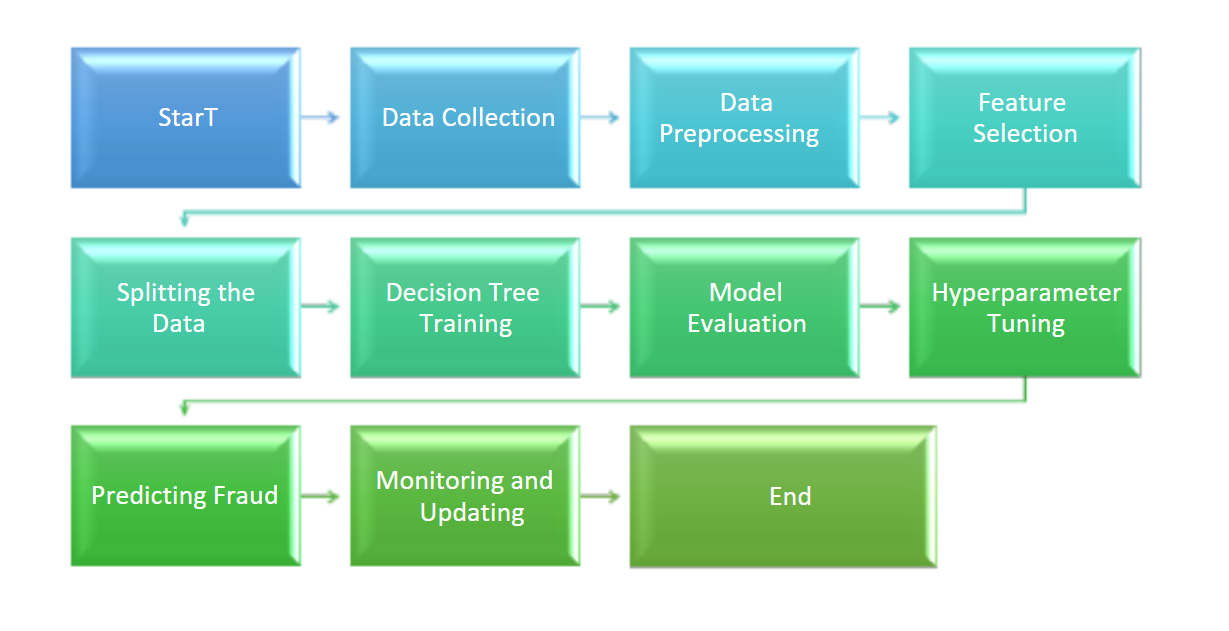 StarT
Data Collection
Data
Preprocessing
Feature
Selection
Splitting the
Data
Decision Tree
Training
Model
Evaluation
Hyperparameter
Tuning
Predicting Fraud
Monitoring and
Updating
End